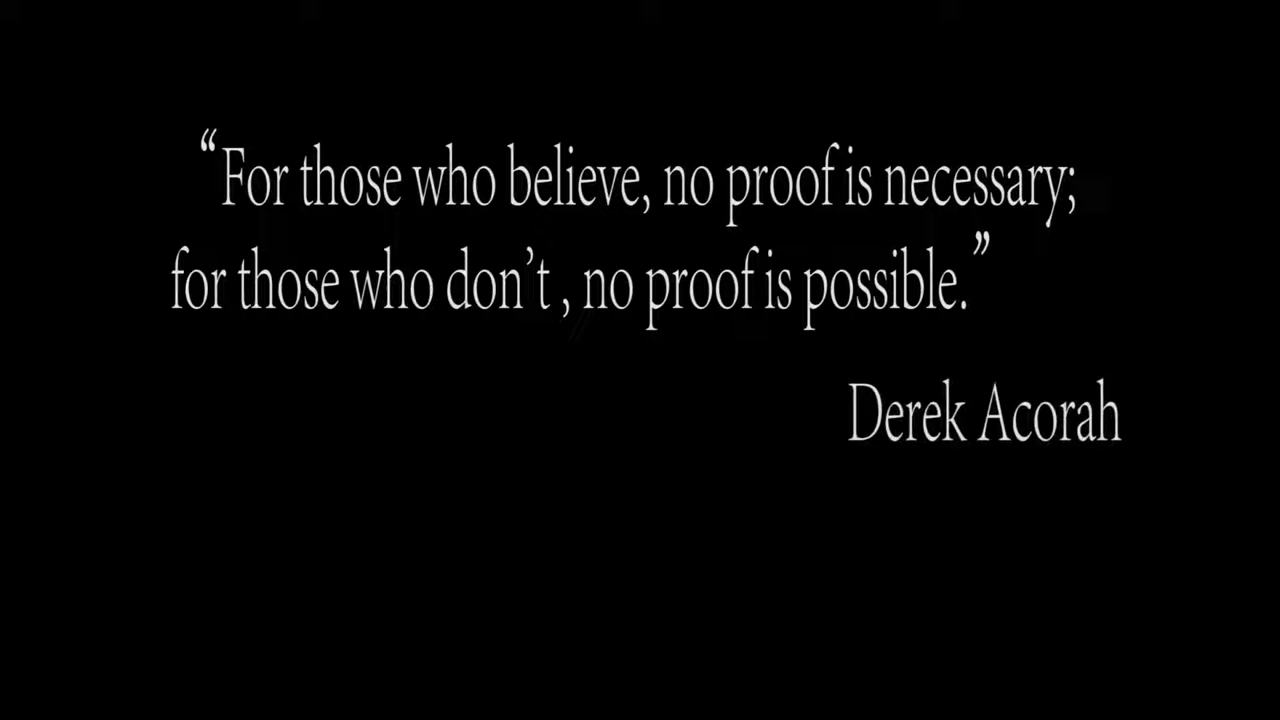 “For those who believe, no proof is necessary;
for those who don’t , no proof is possible.”
Derek Acorah